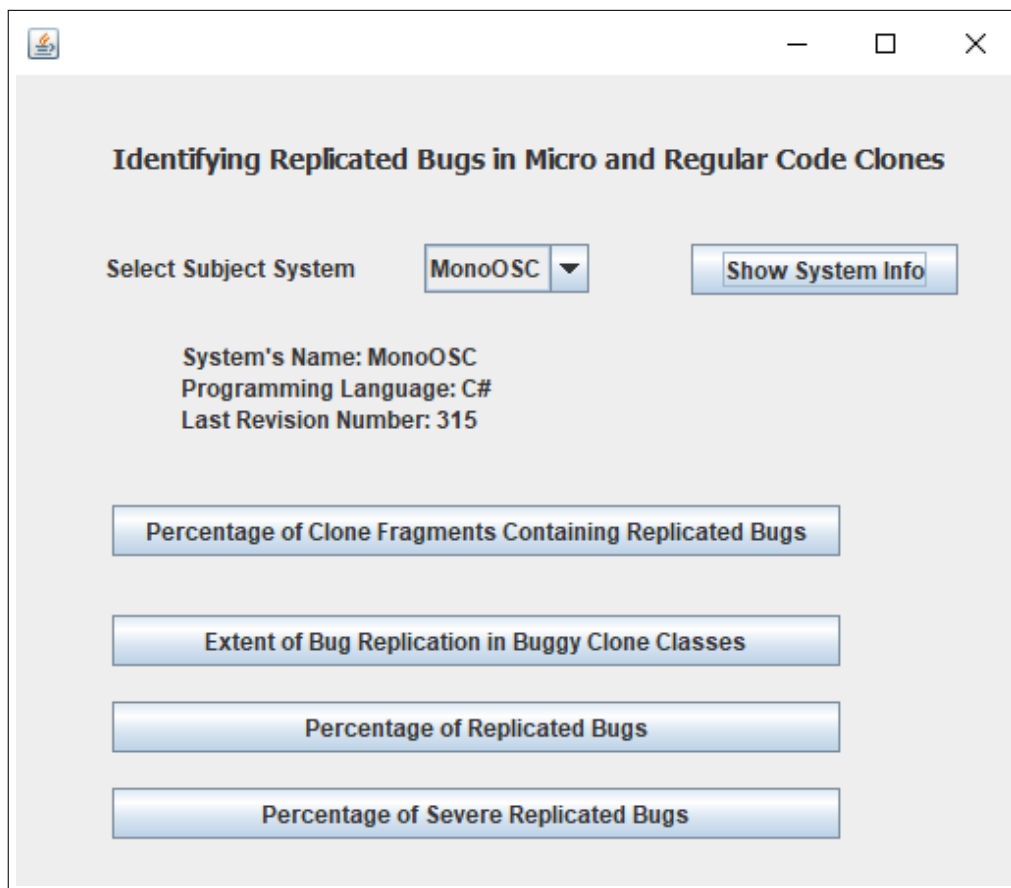 Identifying Replicated Bugs in Micro and Regular Code Clones
Select Subject System MonoOSC Show System Info
System's Name: MonoOSC
Programming Language: C#
Last Revision Number: 315
Percentage of Clone Fragments Containing Replicated Bugs
Extent of Bug Replication in Buggy Clone Classes
Percentage of Replicated Bugs
Percentage of Severe Replicated Bugs